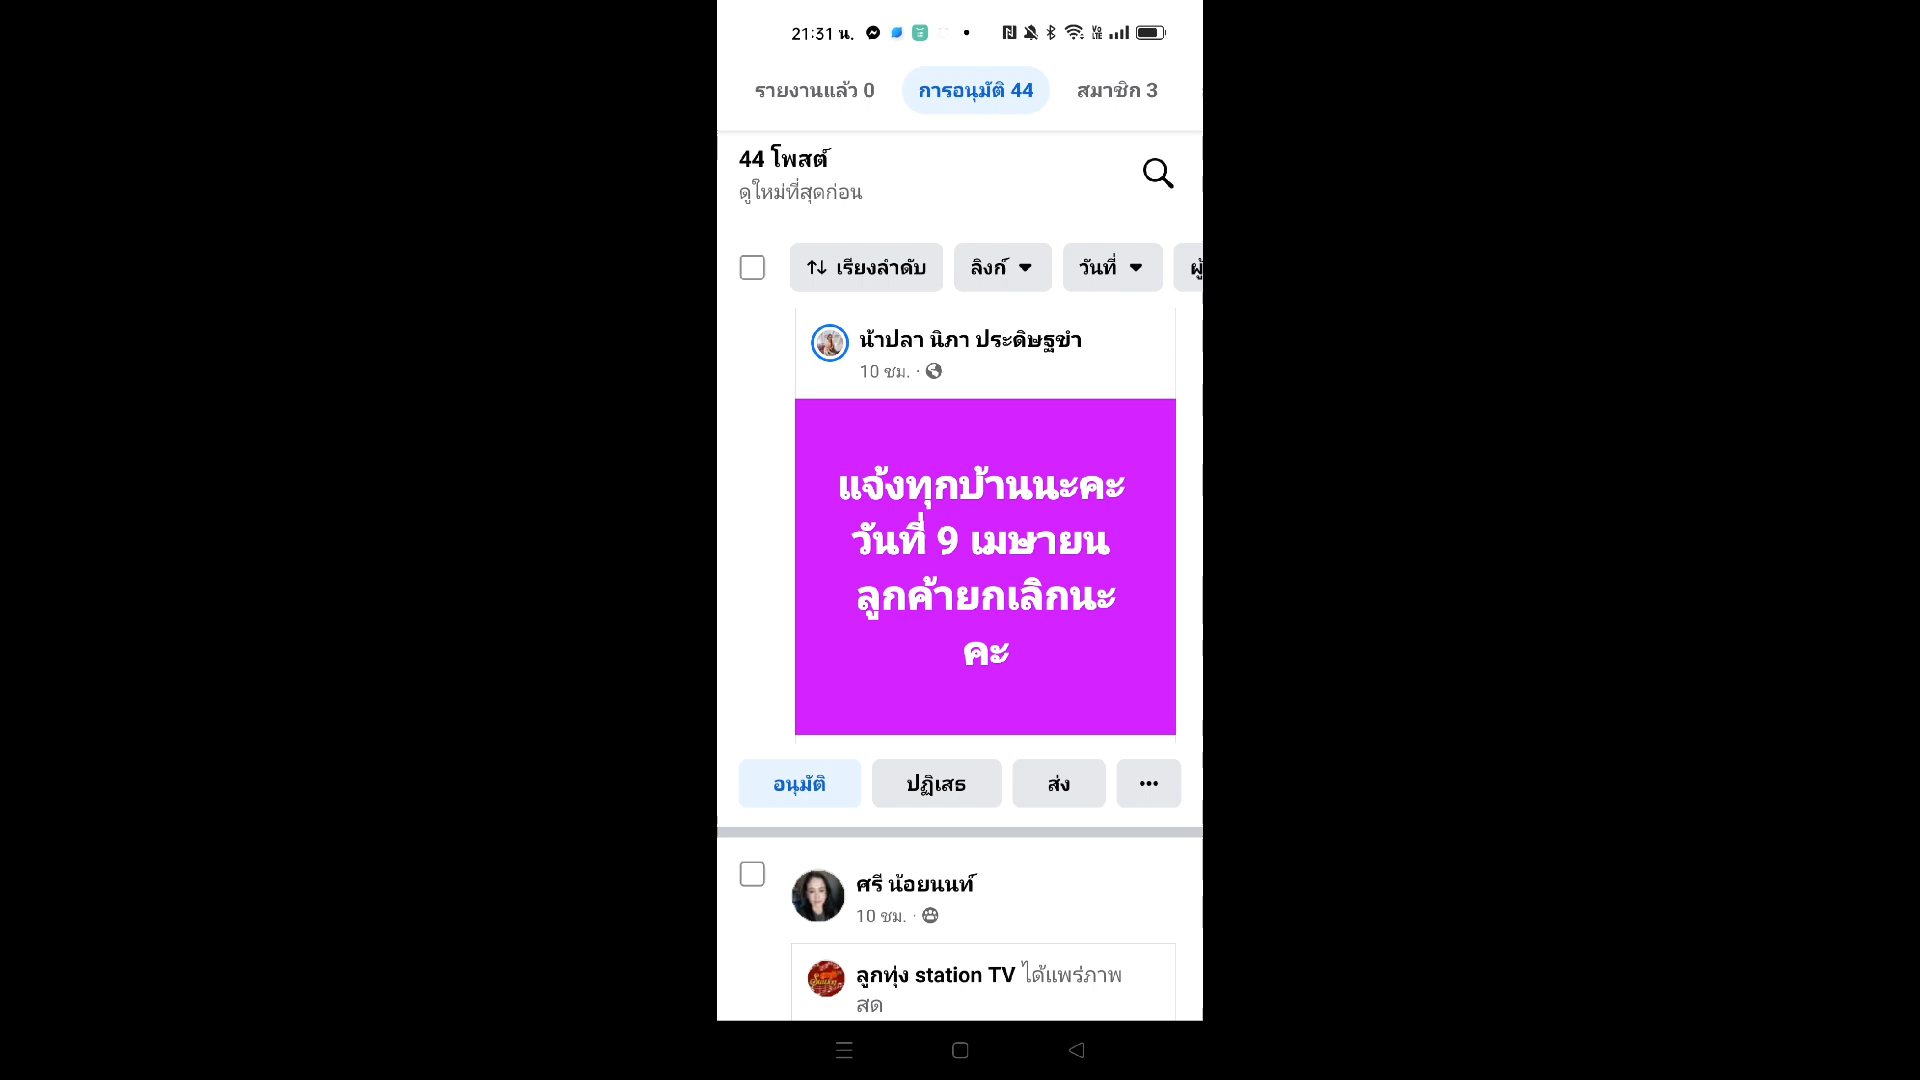 21:31 น.
รายงานแล้ว 0 การอนุมัติ 44 สมาชิก 3
44 โพสต์
ดูใหม่ที่สุดก่อน
เรียงลำดับ ลิงก์ วันที่ ผู้
น้าปลา นิภา ประดิษฐขำ
10 ชม.
แจ้งทุกบ้านนะคะ
วันที่ 9 เมษายน
ลูกค้ายกเลิกนะ
คะ
อนุมัติ ปฏิเสธ ส่ง
ศรี น้อยนนท์
10 ชม.
ลูกทุ่ง station TV ได้แพร่ภาพ
สด